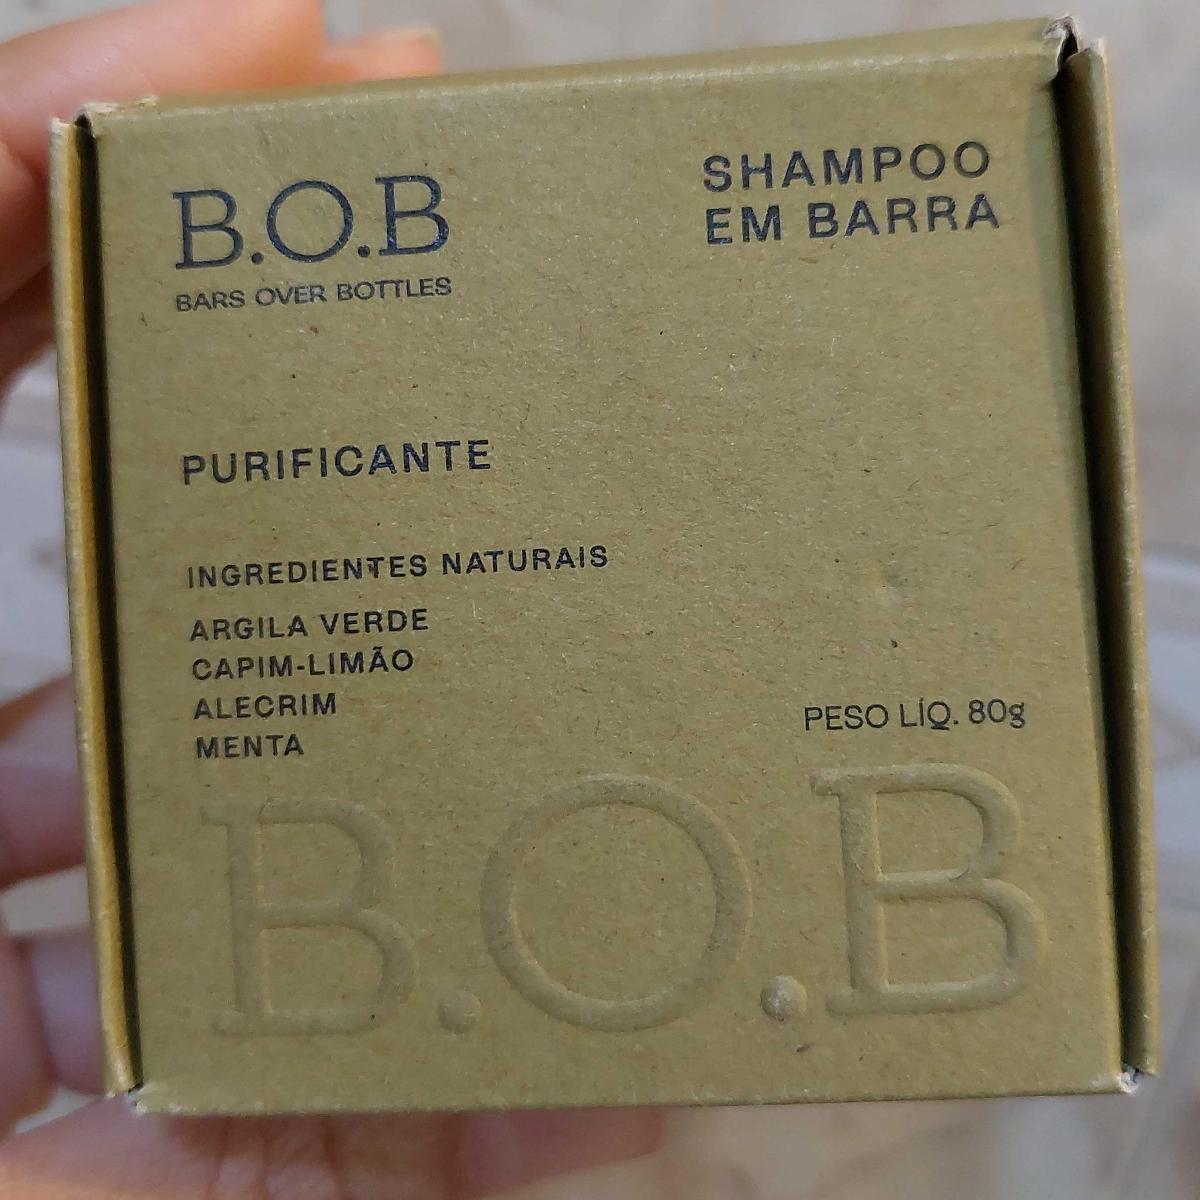 B.O.B
BARS OVER BOTTLES
SHAMPOO
EM BARRA
PURIFICANTE
INGREDIENTES NATURAIS
ARGILA VERDE
CAPIM-LIMÃO
ALECRIM
MENTA
PESO LÍQ. 80g
B.O.B